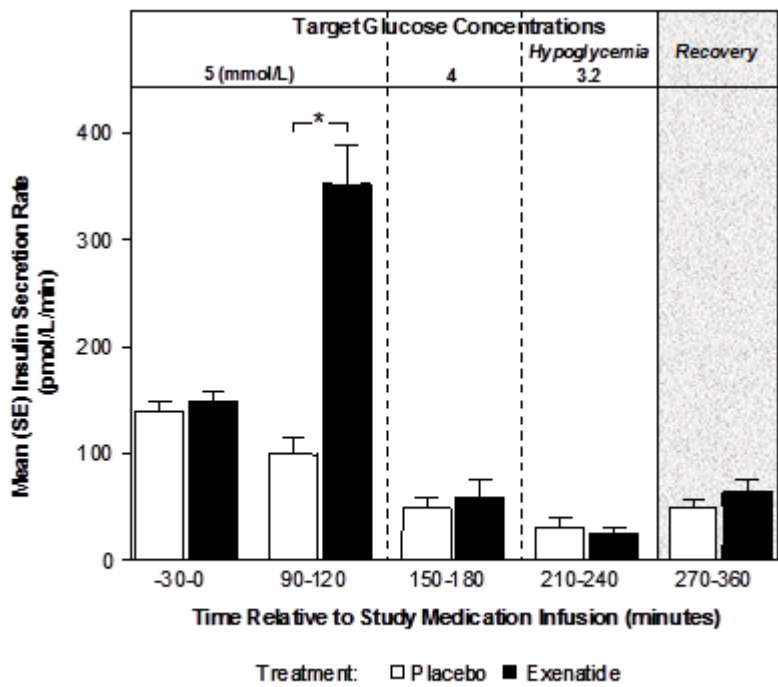 Target Glucose Concentrations
Hypoglycemia Recovery
5 (mmol/L) 4 3.2
*
Mean (SE) Insulin Secretion Rate
(pmol/L/min)
400
300
200
100
0
-30-0 90-120 150-180 210-240 270-360
Time Relative to Study Medication Infusion (minutes)
Treatment: Placebo Exenatide